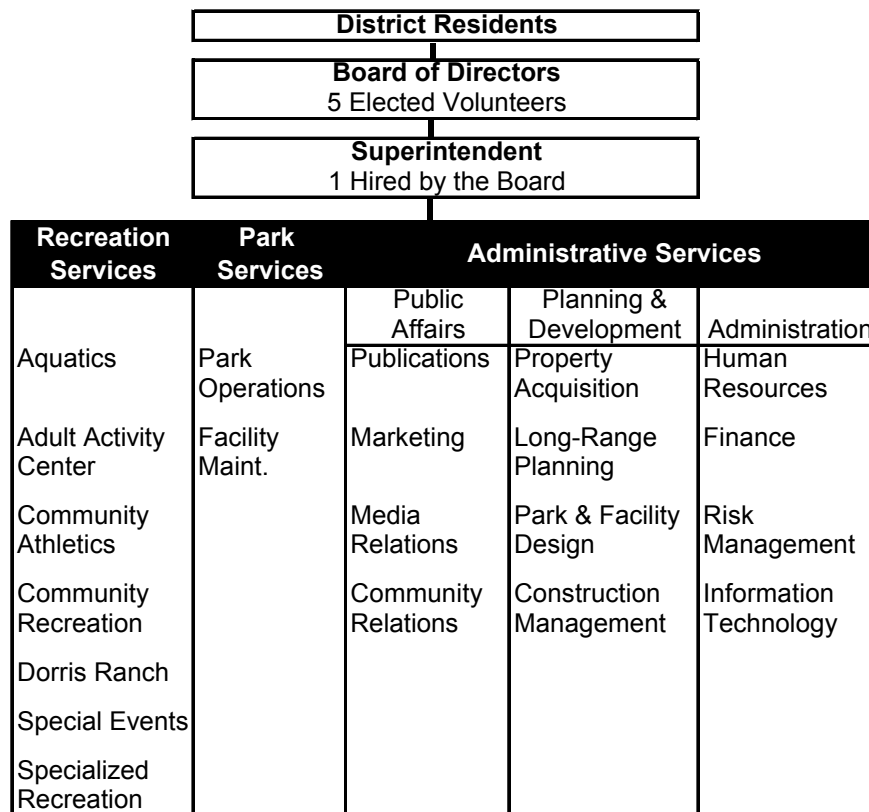 District Residents
Board of Directors
5 Elected Volunteers
Superintendent
1 Hired by the Board
Recreation
Services
Park
Services
Administrative Services
Public
Affairs
Planning &
Development
Administration
Aquatics
Adult Activity
Center
Community
Athletics
Community
Recreation
Dorris Ranch
Special Events
Specialized
Recreation
Park
Operations
Facility
Maint.
Publications
Marketing
Media
Relations
Community
Relations
Property
Acquisition
Long-Range
Planning
Park & Facility
Design
Construction
Management
Human
Resources
Finance
Risk
Management
Information
Technology